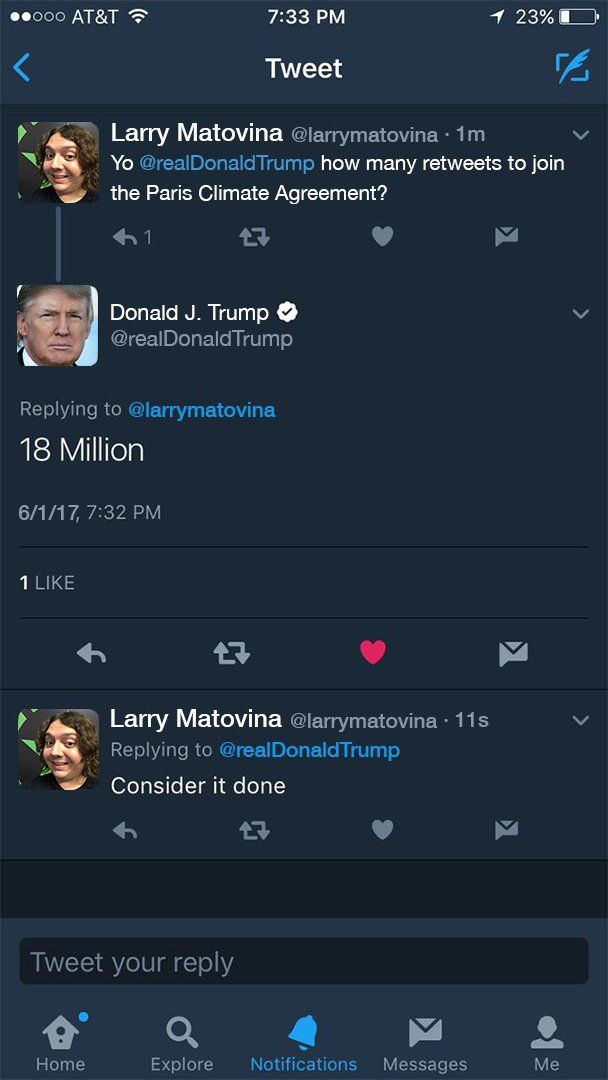 AT&T 7:33 PM 23%
Tweet
Larry Matovina @larrymatovina · 1m
Yo @realDonaldTrump how many retweets to join
the Paris Climate Agreement?
1
Donald J. Trump
@realDonaldTrump
Replying to @larrymatovina
18 Million
6/1/17, 7:32 PM
1 LIKE
Larry Matovina @larrymatovina · 11s
Replying to @realDonaldTrump
Consider it done
Tweet your reply
Home Explore Notifications Messages Me